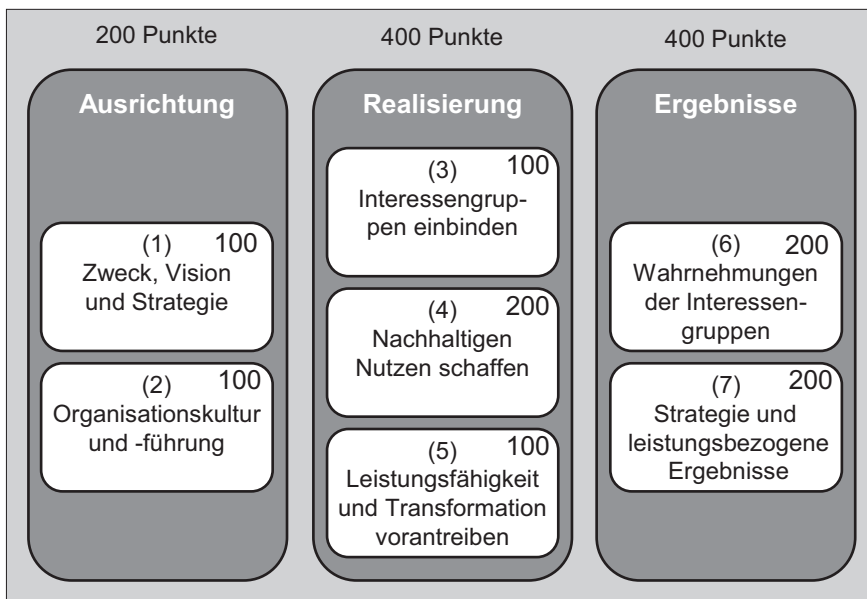 200 Punkte
400 Punkte
400 Punkte
Ausrichtung
(1) 100
Zweck, Vision
und Strategie
(2) 100
Organisationskultur
und -führung
Realisierung
(3) 100
Interessengrup-
pen einbinden
(4) 200
Nachhaltigen
Nutzen schaffen
(5) 100
Leistungsfähigkeit
und Transformation
vorantreiben
Ergebnisse
(6) 200
Wahrnehmungen
der Interessen-
gruppen
(7) 200
Strategie und
leistungsbezogene
Ergebnisse